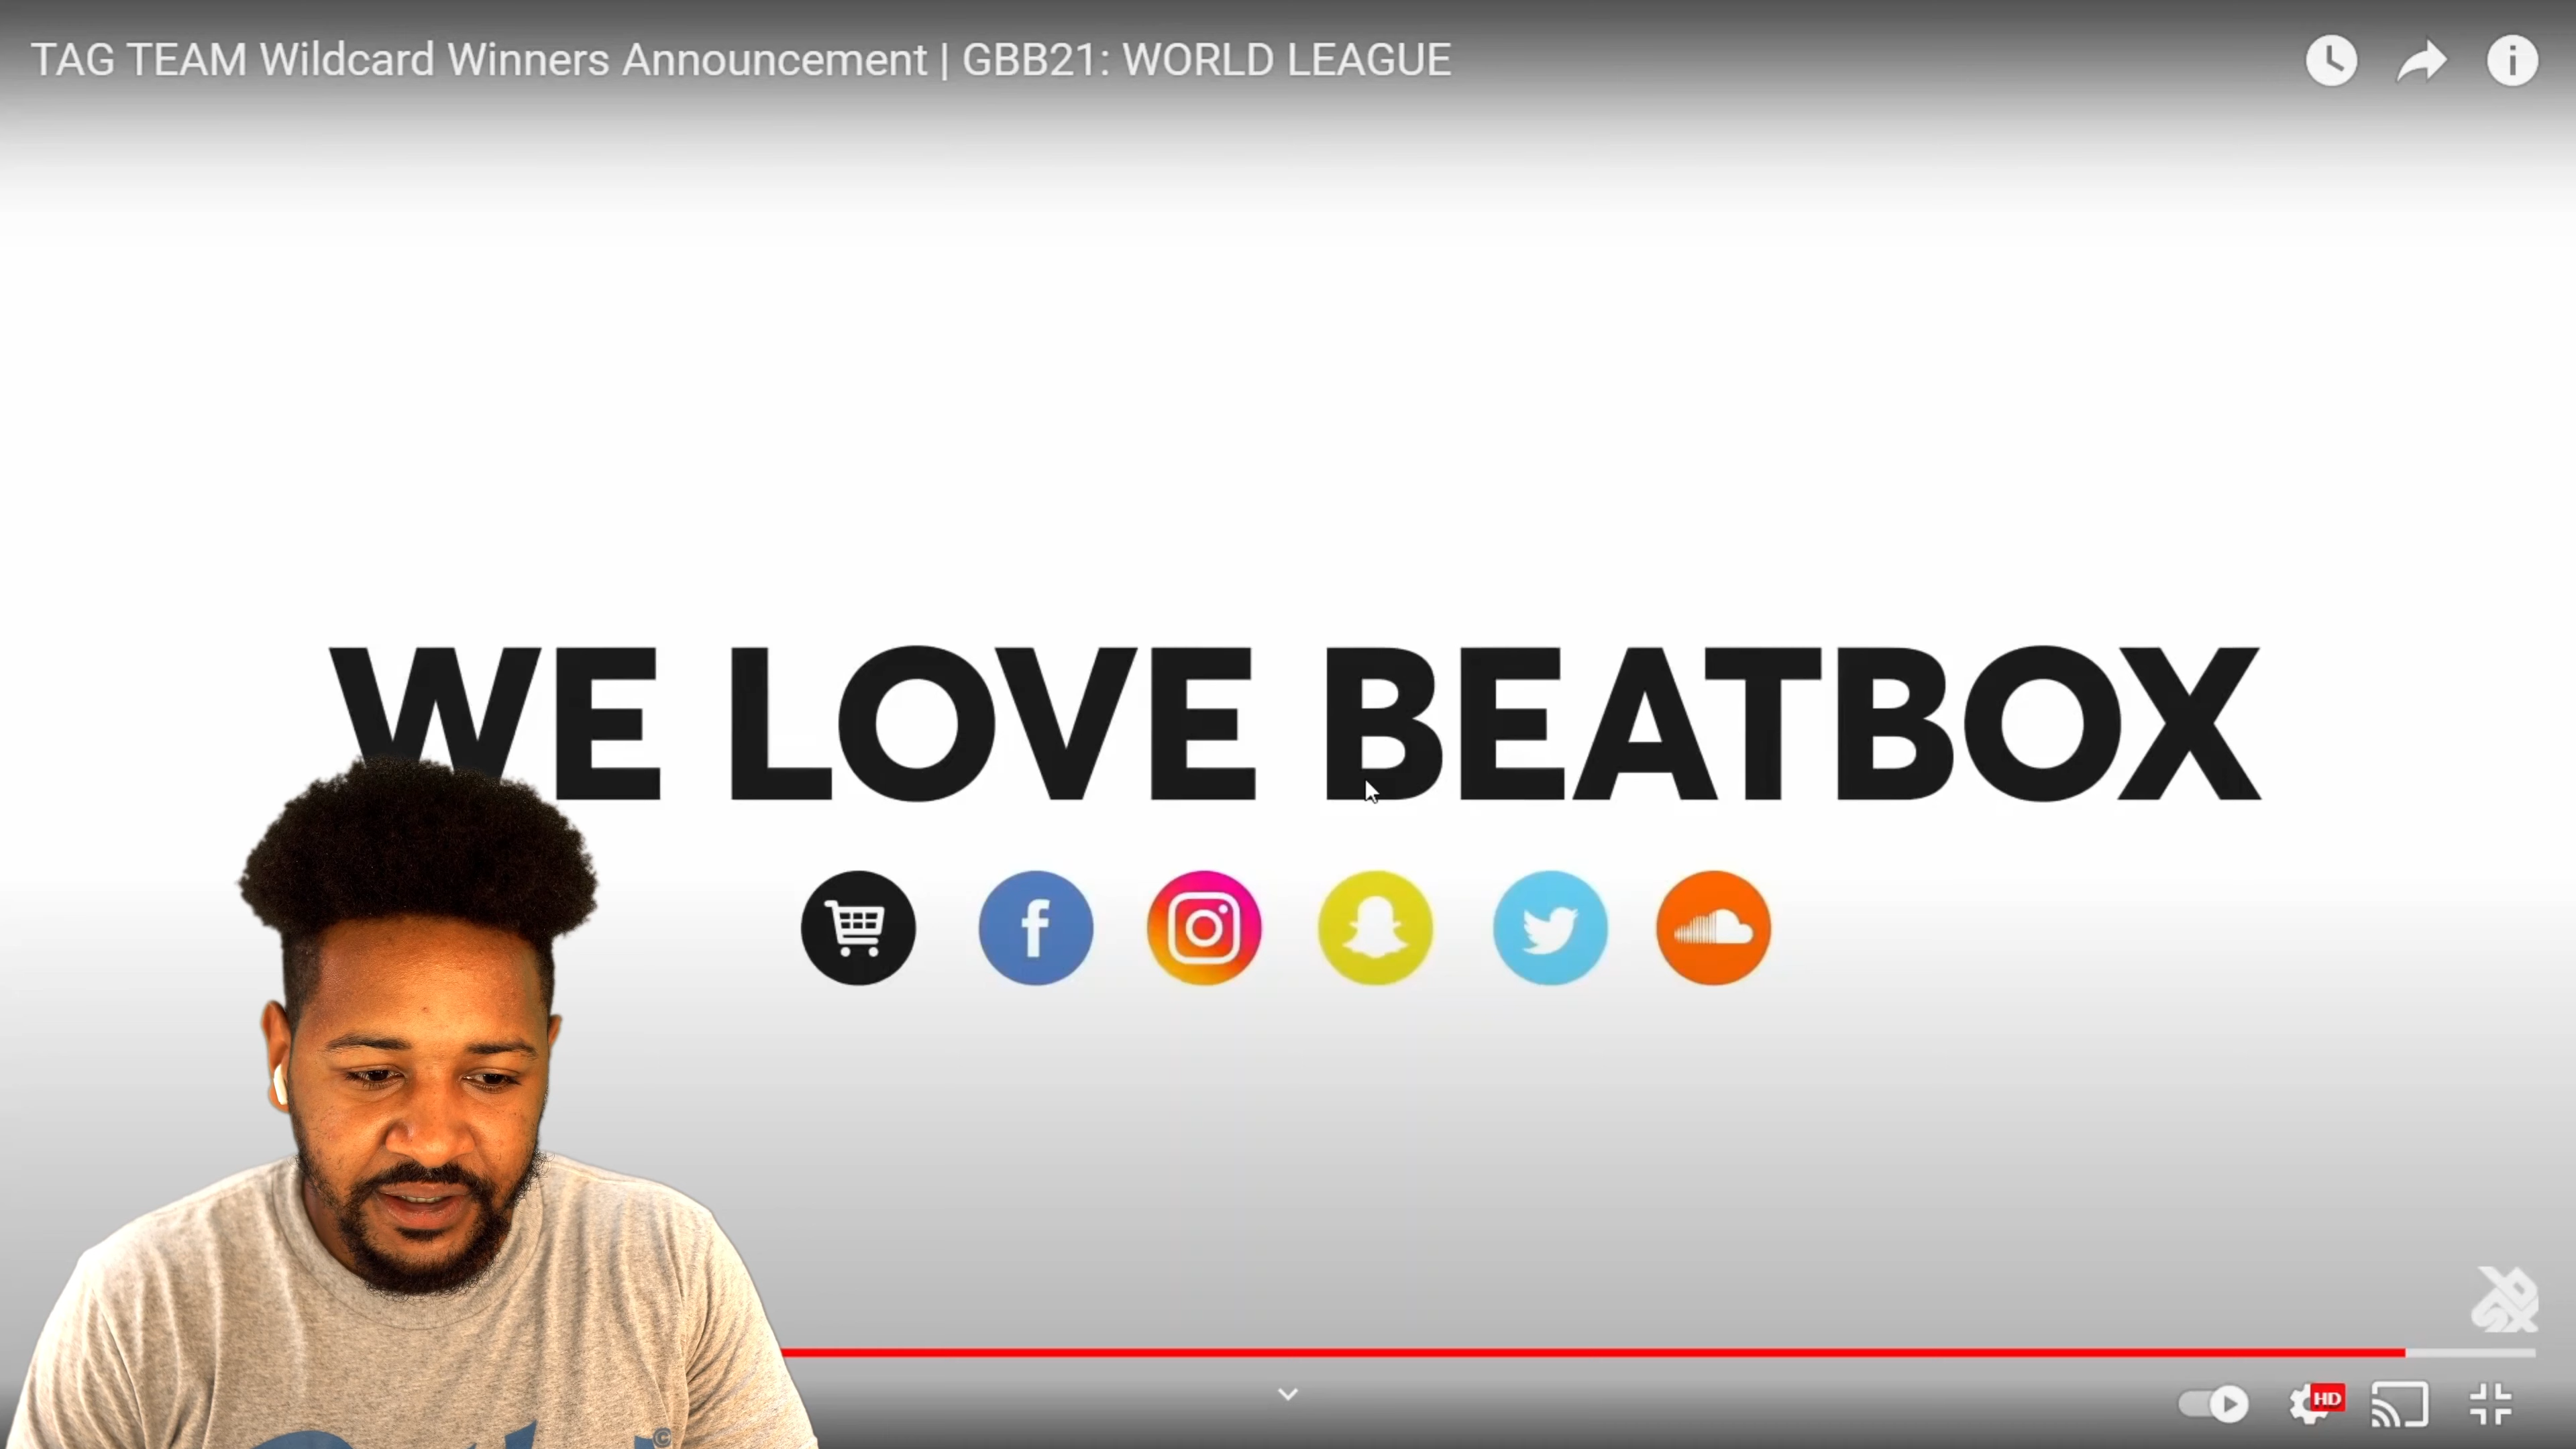 TAG TEAM Wildcard Winners Announcement | GBB21: WORLD LEAGUE
WE LOVE BEATBOX
HD
©